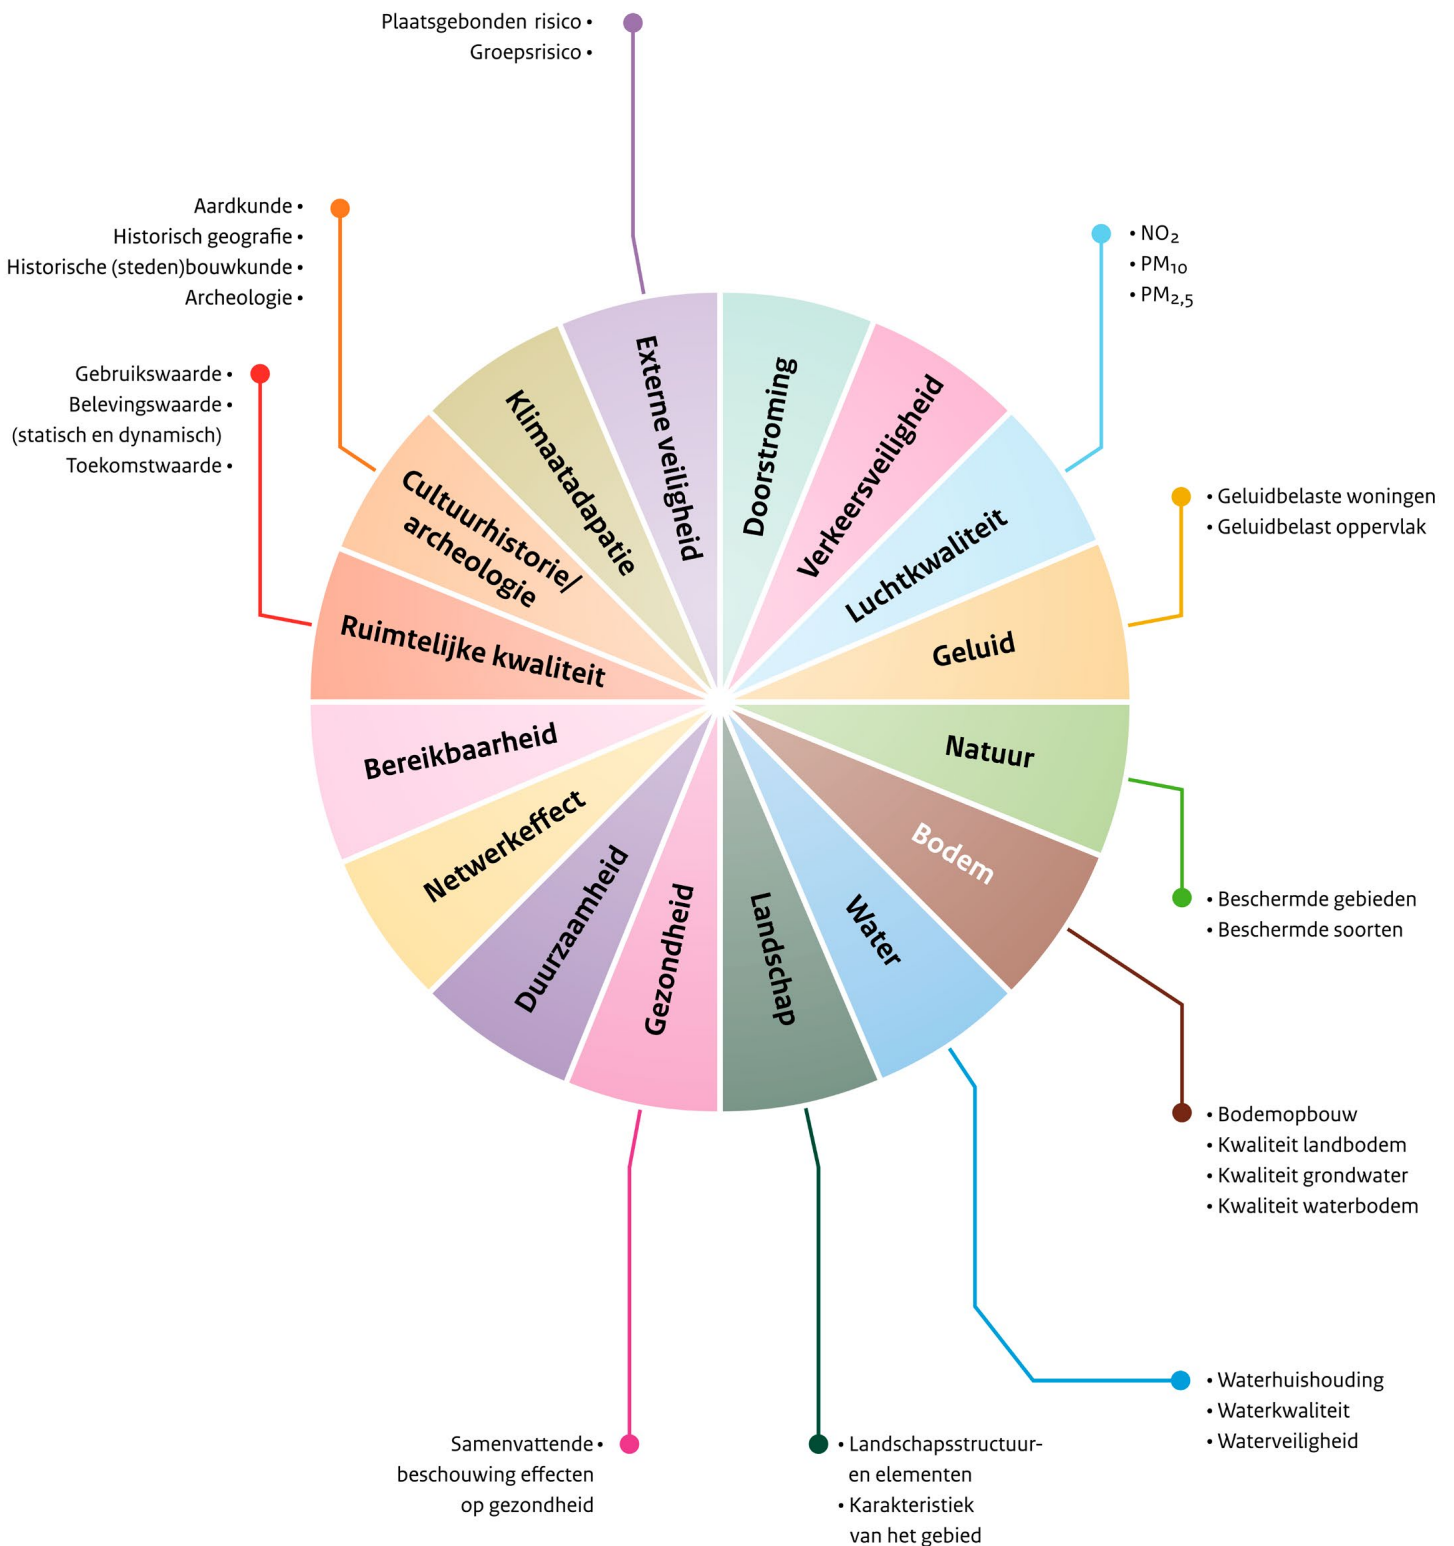 Plaatsgebonden risico •
Groepsrisico •
Aardkunde •
Historisch geografie •
Historische (steden)bouwkunde •
Archeologie •
Gebruikswaarde •
Belevingswaarde •
(statisch en dynamisch)
Toekomstwaarde •
• NO₂
• PM₁₀
• PM₂,₅
• Geluidbelaste woningen
• Geluidbelast oppervlak
Externe veiligheid
Doorstroming
Verkeersveiligheid
Luchtkwaliteit
Geluid
Natuur
Bodem
Water
Landschap
Gezondheid
Duurzaamheid
Netwerkeffect
Bereikbaarheid
Ruimtelijke kwaliteit
Cultuurhistorie/
archeologie
Klimaatadapatie
• Beschermde gebieden
• Beschermde soorten
• Bodemopbouw
• Kwaliteit landbodem
• Kwaliteit grondwater
• Kwaliteit waterbodem
• Waterhuishouding
• Waterkwaliteit
• Waterveiligheid
• Landschapsstructuur-
en elementen
• Karakteristiek
van het gebied
Samenvattende •
beschouwing effecten
op gezondheid